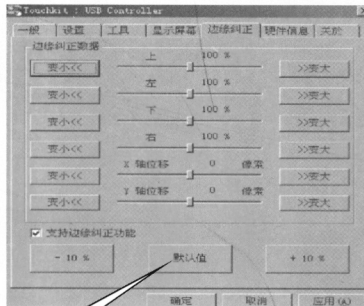 Touchkit : USB Controller
一般 设置 工具 显示屏幕 边缘纠正 硬件信息 关於
边缘纠正数据
上 100 %
变小<< >>变大
左 100 %
变小<< >>变大
下 100 %
变小<< >>变大
右 100 %
变小<< >>变大
X 轴位移 0 像素
变小<< >>变大
Y 轴位移 0 像素
变小<< >>变大
支持边缘纠正功能
- 10 % 默认值 + 10 %
确定 取消 应用(A)